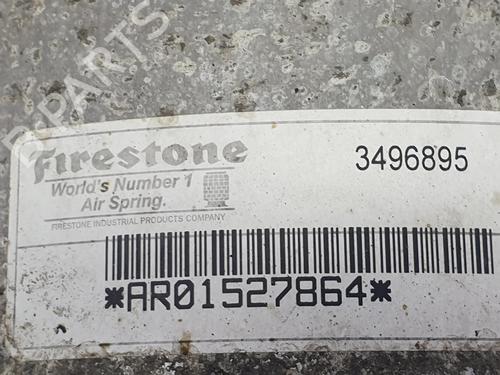 B-PARTS
Firestone
World's Number 1
Air Spring.
FIRESTONE INDUSTRIAL PRODUCTS COMPANY
3496895
*AR01527864*